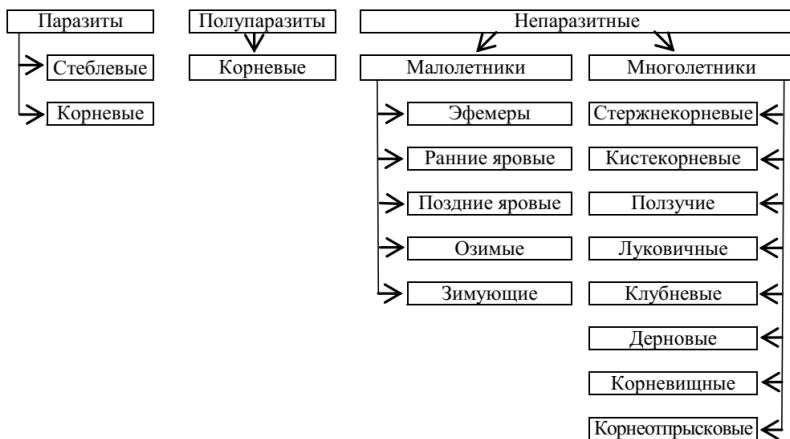 Паразиты
Стеблевые
Корневые
Полупаразиты
Корневые
Непаразитные
Малолетники
Эфемеры
Ранние яровые
Поздние яровые
Озимые
Зимующие
Многолетники
Стержнекорневые
Кистекорневые
Ползучие
Луковичные
Клубневые
Дерновые
Корневищные
Корнеотпрысковые